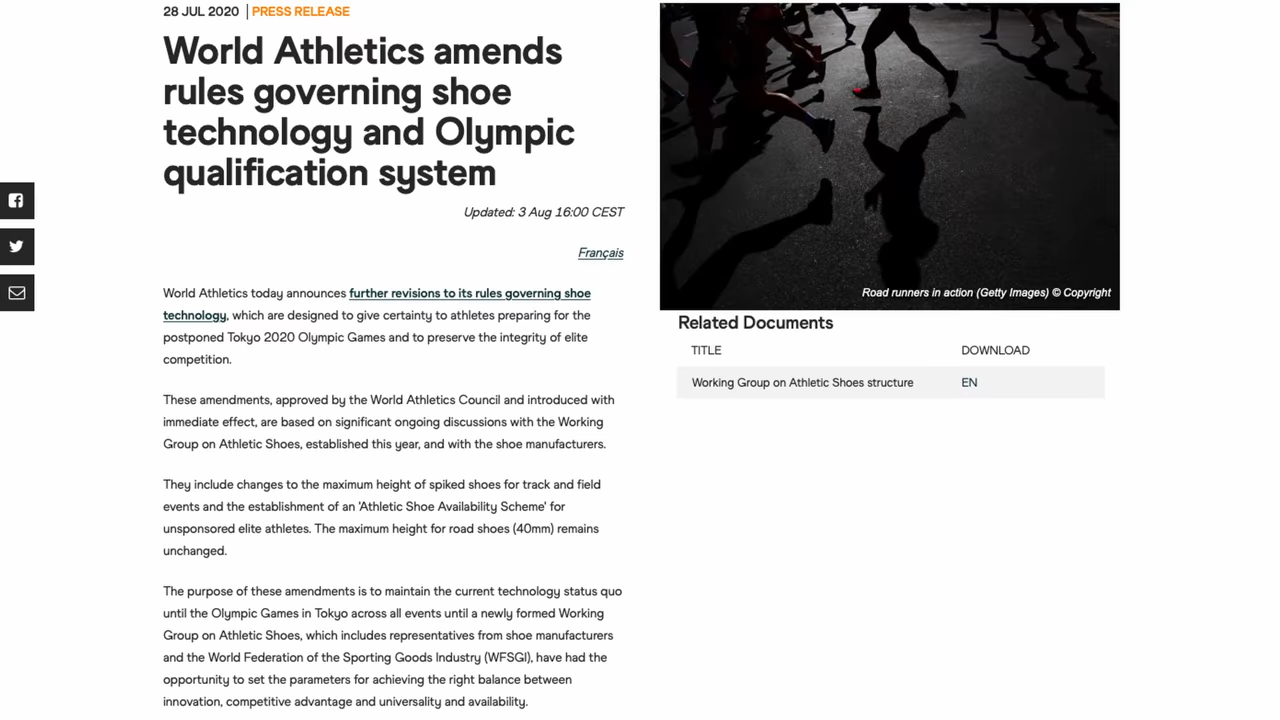 28 JUL 2020 | PRESS RELEASE
World Athletics amends
rules governing shoe
technology and Olympic
qualification system
Updated: 3 Aug 16:00 CEST
Français
World Athletics today announces further revisions to its rules governing shoe
technology, which are designed to give certainty to athletes preparing for the
postponed Tokyo 2020 Olympic Games and to preserve the integrity of elite
competition.
These amendments, approved by the World Athletics Council and introduced with
immediate effect, are based on significant ongoing discussions with the Working
Group on Athletic Shoes, established this year, and with the shoe manufacturers.
They include changes to the maximum height of spiked shoes for track and field
events and the establishment of an 'Athletic Shoe Availability Scheme' for
unsponsored elite athletes. The maximum height for road shoes (40mm) remains
unchanged.
The purpose of these amendments is to maintain the current technology status quo
until the Olympic Games in Tokyo across all events until a newly formed Working
Group on Athletic Shoes, which includes representatives from shoe manufacturers
and the World Federation of the Sporting Goods Industry (WFSGI), have had the
opportunity to set the parameters for achieving the right balance between
innovation, competitive advantage and universality and availability.
Road runners in action (Getty Images) © Copyright
Related Documents
TITLE DOWNLOAD
Working Group on Athletic Shoes structure EN